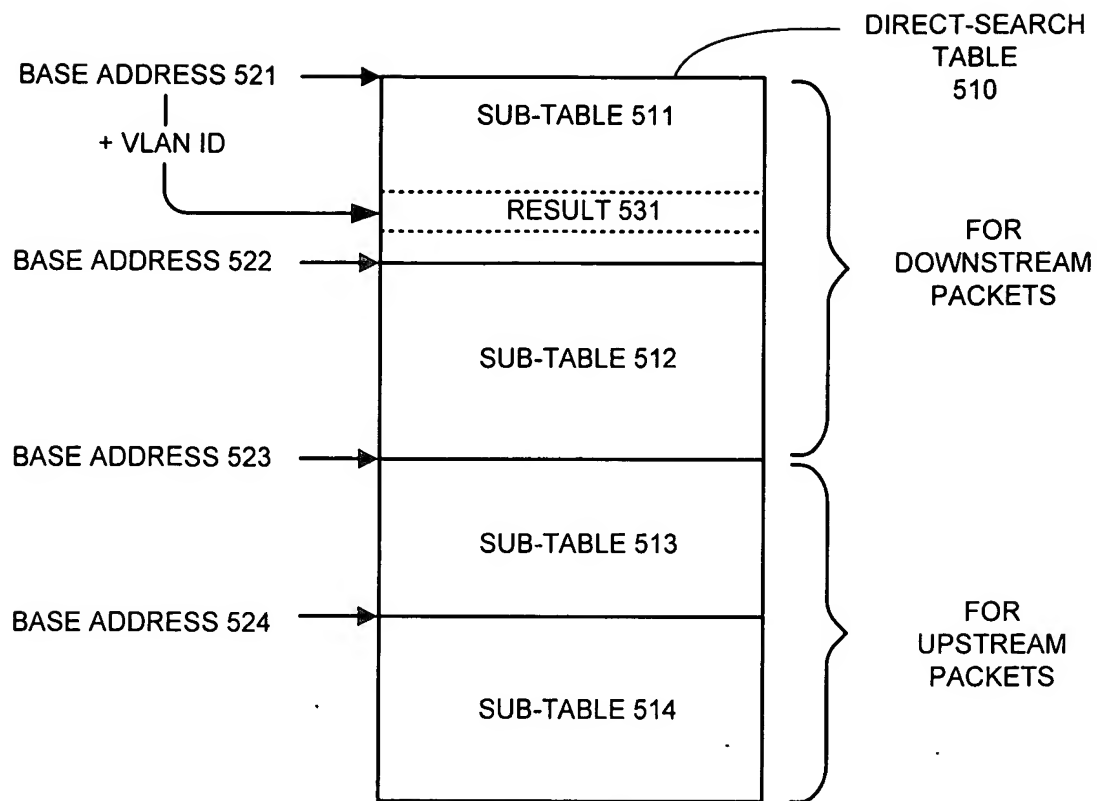 DIRECT-SEARCH
TABLE
510
BASE ADDRESS 521
SUB-TABLE 511
+ VLAN ID
RESULT 531
FOR
DOWNSTREAM
PACKETS
BASE ADDRESS 522
SUB-TABLE 512
BASE ADDRESS 523
SUB-TABLE 513
BASE ADDRESS 524
FOR
UPSTREAM
PACKETS
SUB-TABLE 514